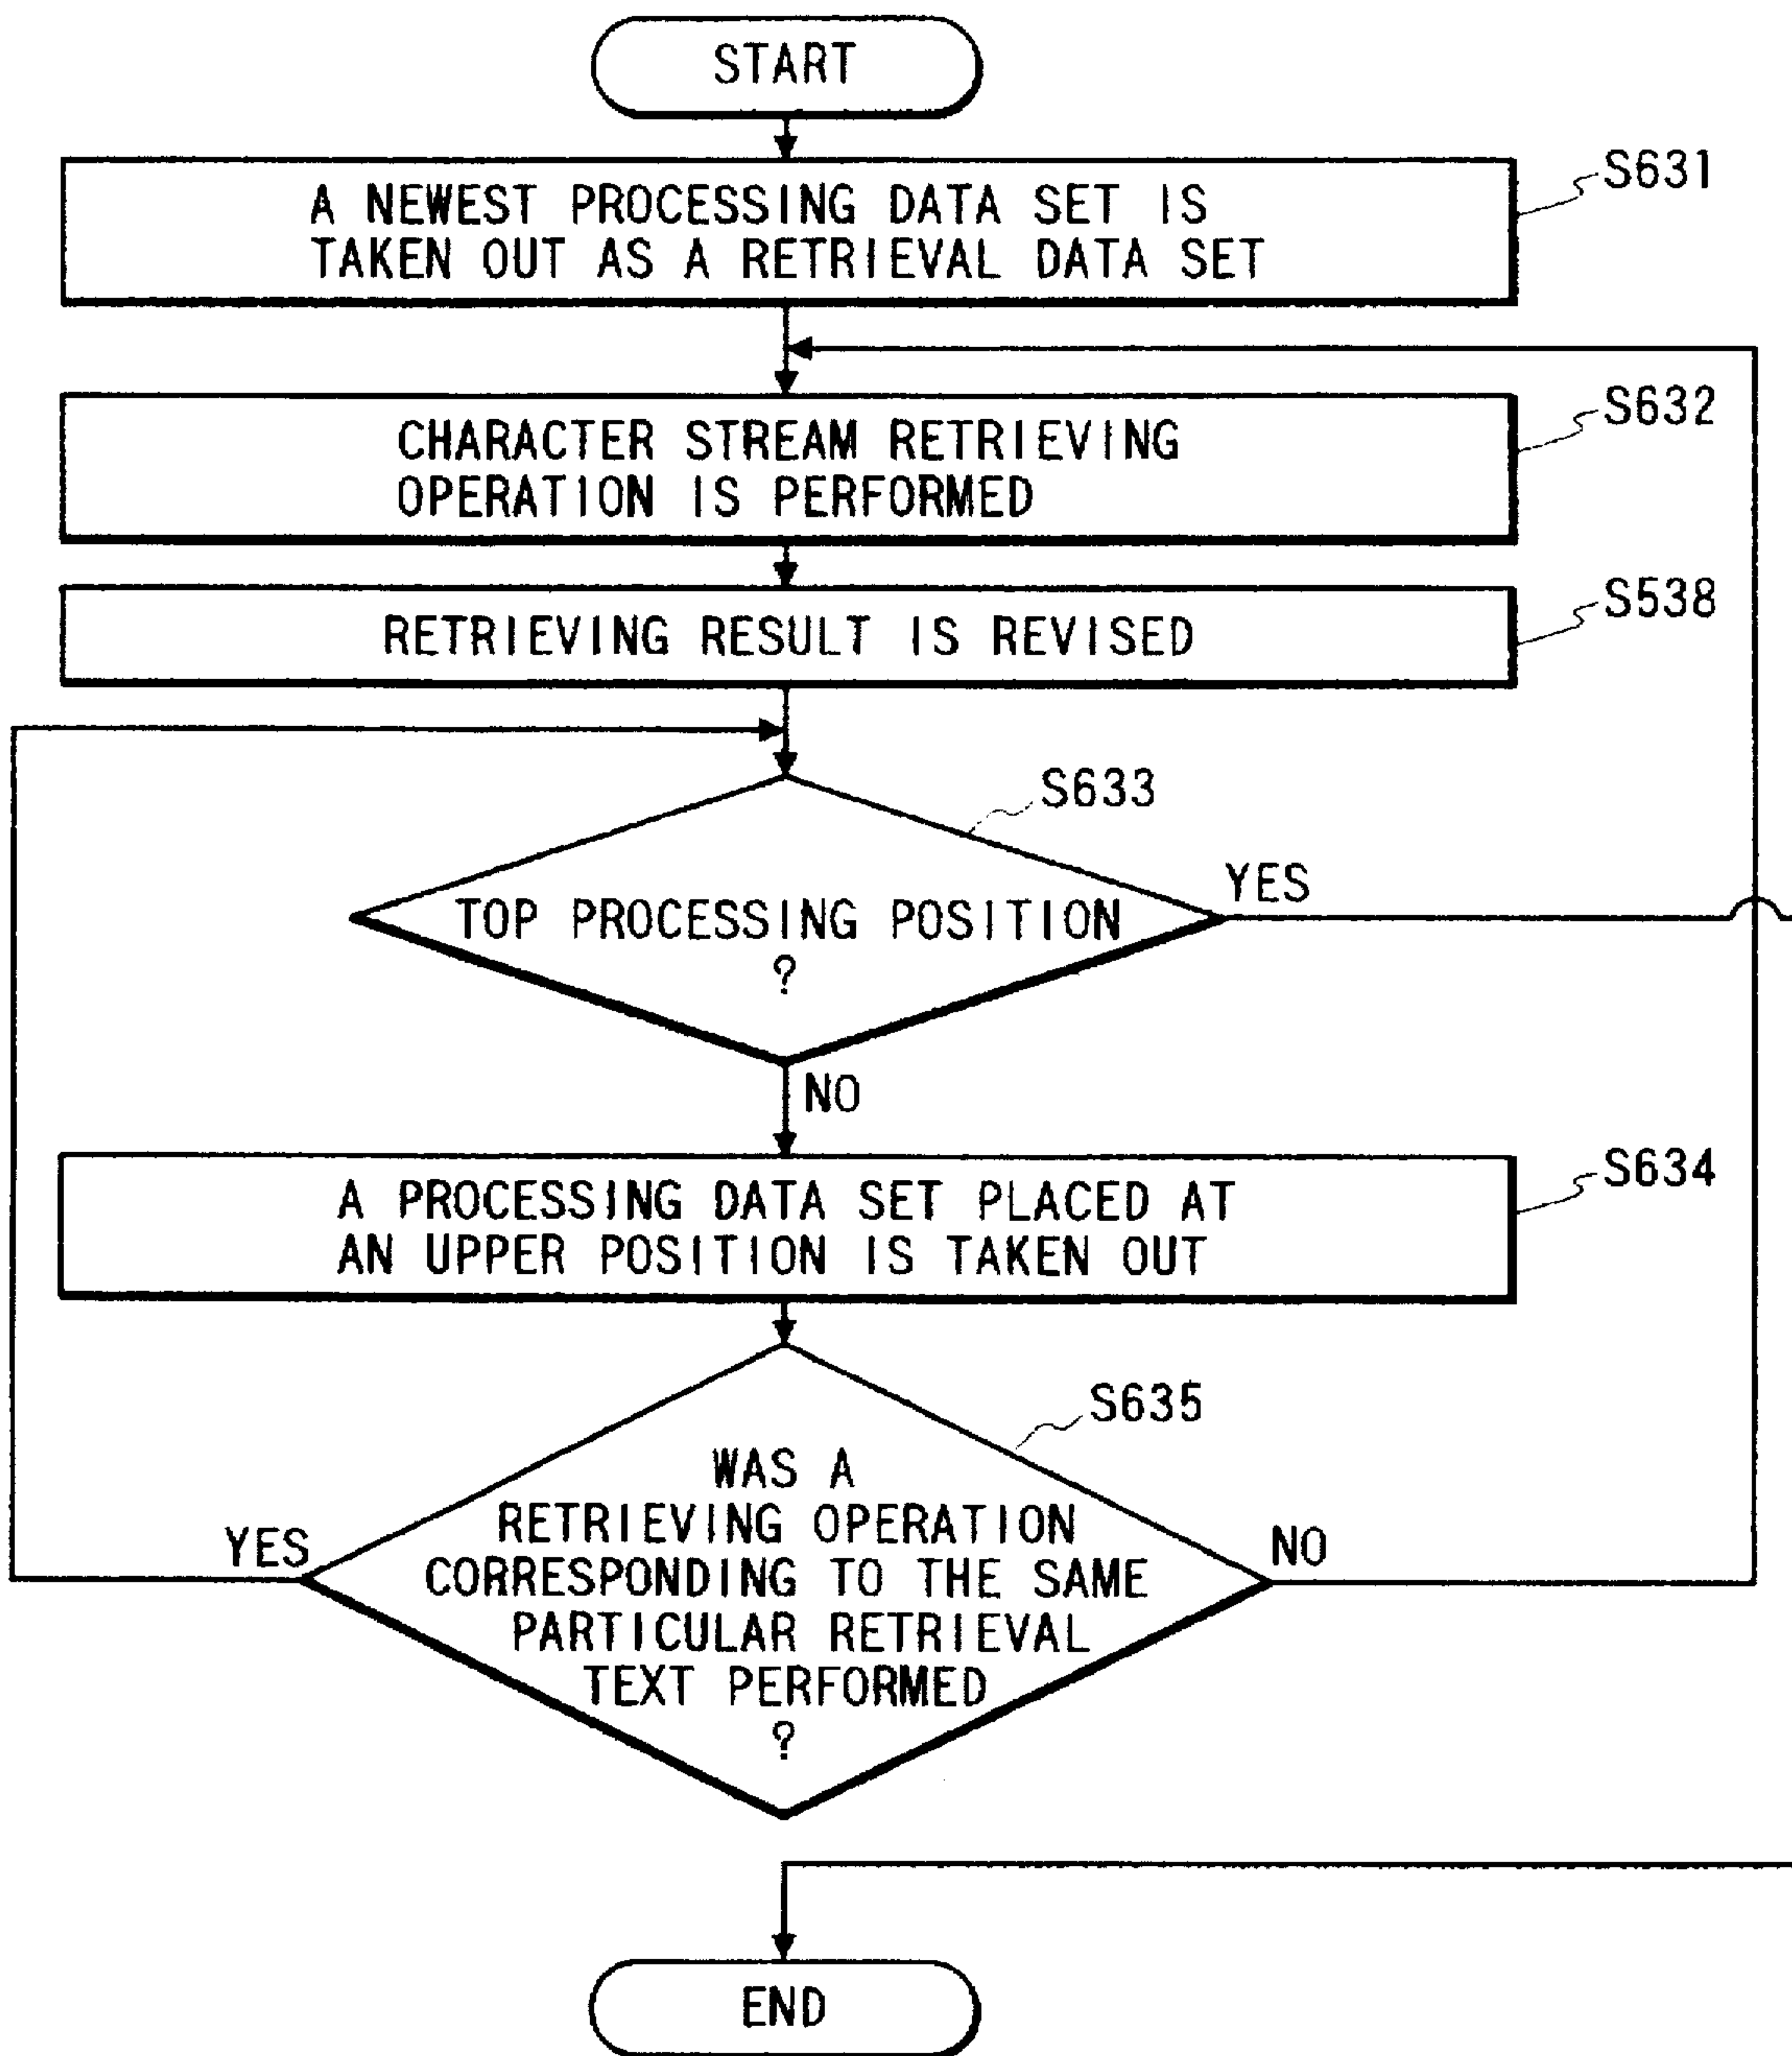 START
A NEWEST PROCESSING DATA SET IS
TAKEN OUT AS A RETRIEVAL DATA SET
S631
CHARACTER STREAM RETRIEVING
OPERATION IS PERFORMED
S632
RETRIEVING RESULT IS REVISED
S538
S633
TOP PROCESSING POSITION
?
YES
NO
A PROCESSING DATA SET PLACED AT
AN UPPER POSITION IS TAKEN OUT
S634
S635
WAS A
RETRIEVING OPERATION
CORRESPONDING TO THE SAME
PARTICULAR RETRIEVAL
TEXT PERFORMED
?
YES
NO
END